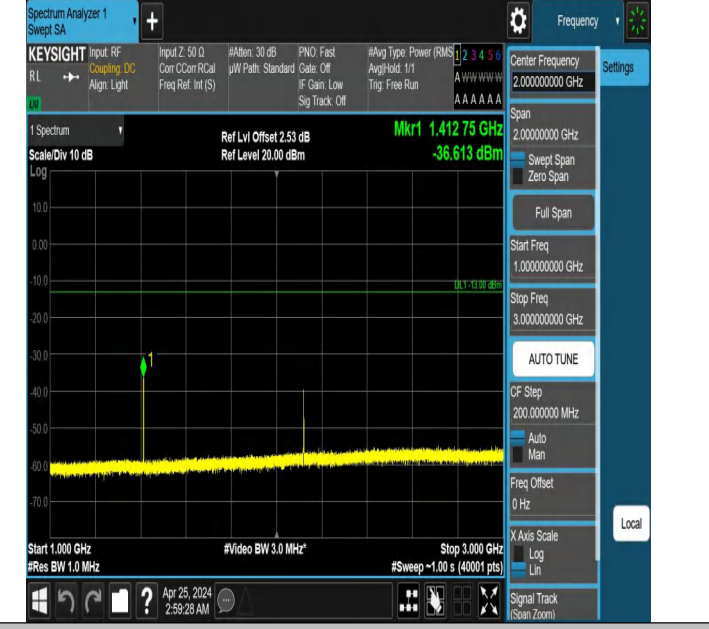 Spectrum Analyzer 1
Swept SA
+
Frequency
KEYSIGHT
RL
LXI
Input: RF
Coupling: DC
Align: Light
Input Z: 50 Ω
Corr CCorr RCal
Freq Ref: Int (S)
#Atten: 30 dB
µW Path: Standard
PNO: Fast
Gate: Off
IF Gain: Low
Sig Track: Off
#Avg Type: Power (RMS
Avg|Hold: 1/1
Trig: Free Run
1 2 3 4 5 6
A W W W W W
A A A A A A
Center Frequency
2.000000000 GHz
Settings
Span
2.00000000 GHz
Swept Span
Zero Span
Full Span
Start Freq
1.000000000 GHz
Stop Freq
3.000000000 GHz
AUTO TUNE
CF Step
200.000000 MHz
Auto
Man
Freq Offset
0 Hz
X Axis Scale
Log
Lin
Signal Track
(Span Zoom)
Local
1 Spectrum
Scale/Div 10 dB
Log
Ref Lvl Offset 2.53 dB
Ref Level 20.00 dBm
Mkr1 1.412 75 GHz
-36.613 dBm
10.0
0.00
-10.0
DL1 -13.00 dBm
-20.0
-30.0
1
-40.0
-50.0
-60.0
-70.0
Start 1.000 GHz
#Res BW 1.0 MHz
#Video BW 3.0 MHz*
Stop 3.000 GHz
#Sweep ~1.00 s (40001 pts)
?
Apr 25, 2024
2:59:28 AM